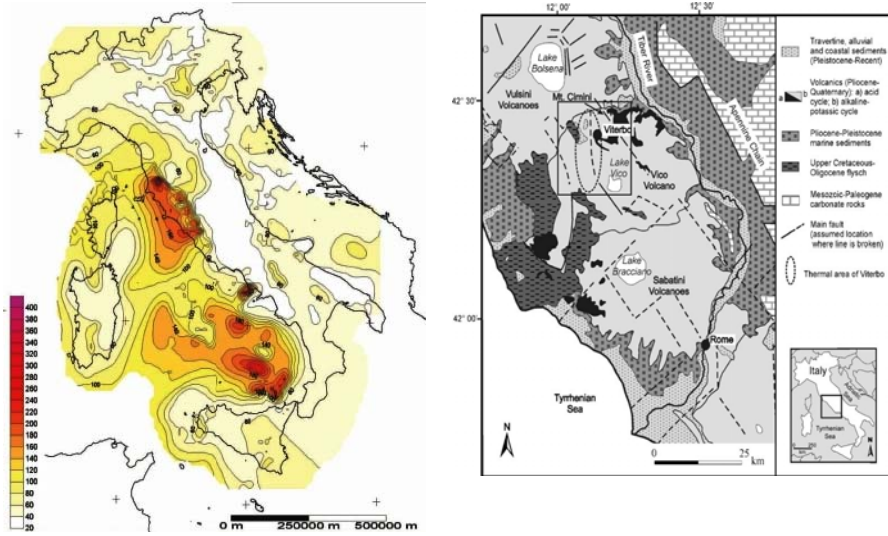 400
380
360
340
320
300
280
260
240
220
200
180
160
140
120
100
80
60
40
20
0 m
250000 m
500000 m
12° 00'
12° 30'
42° 30'
42° 00'
Lake
Bolsena
Tiber River
Vulsini
Volcanoes
Mt. Cimini
Viterbo
Lake
Vico
Vico
Volcano
Apennine Chain
Lake
Bracciano
Sabatini
Volcanoes
Rome
Tyrrhenian
Sea
N
0
25
km
Travertine, alluvial
and coastal sediments
(Pleistocene-Recent)
a
b
Volcanics (Pliocene-
Quaternary): a) acid
cycle; b) alkaline-
potassic cycle
Pliocene-Pleistocene
marine sediments
Upper Cretaceous-
Oligocene flysch
Mesozoic-Paleogene
carbonate rocks
Main fault
(assumed location
where line is broken)
Thermal area of Viterbo
Italy
Adriatic Sea
Tyrrhenian
Sea
0
250
km
N